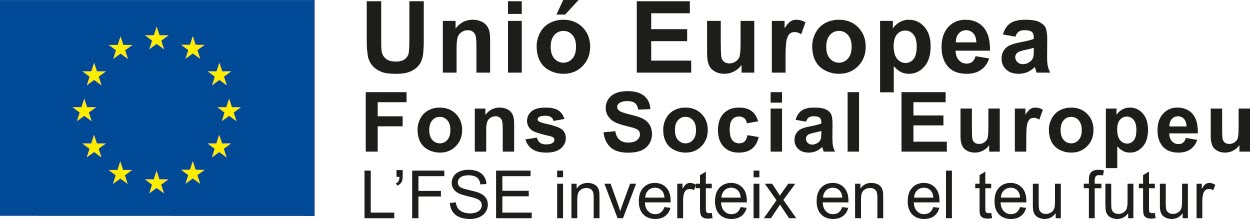 Unió Europea
Fons Social Europeu
L’FSE inverteix en el teu futur